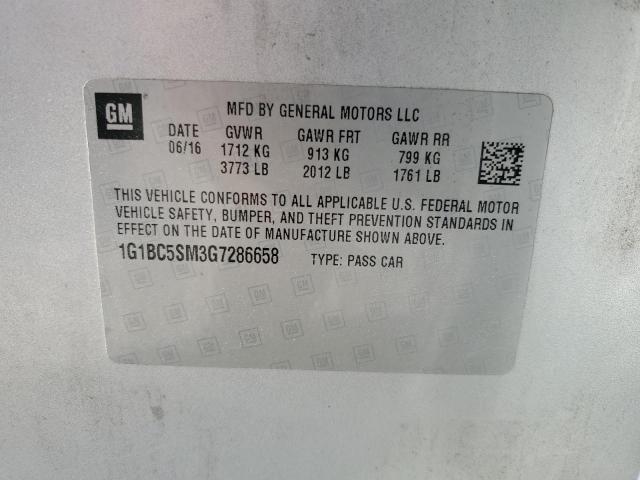 GM
MFD BY GENERAL MOTORS LLC
DATE GVWR GAWR FRT GAWR RR
06/16 1712 KG 913 KG 799 KG
3773 LB 2012 LB 1761 LB
THIS VEHICLE CONFORMS TO ALL APPLICABLE U.S. FEDERAL MOTOR
VEHICLE SAFETY, BUMPER, AND THEFT PREVENTION STANDARDS IN
EFFECT ON THE DATE OF MANUFACTURE SHOWN ABOVE.
1G1BC5SM3G7286658 TYPE: PASS CAR